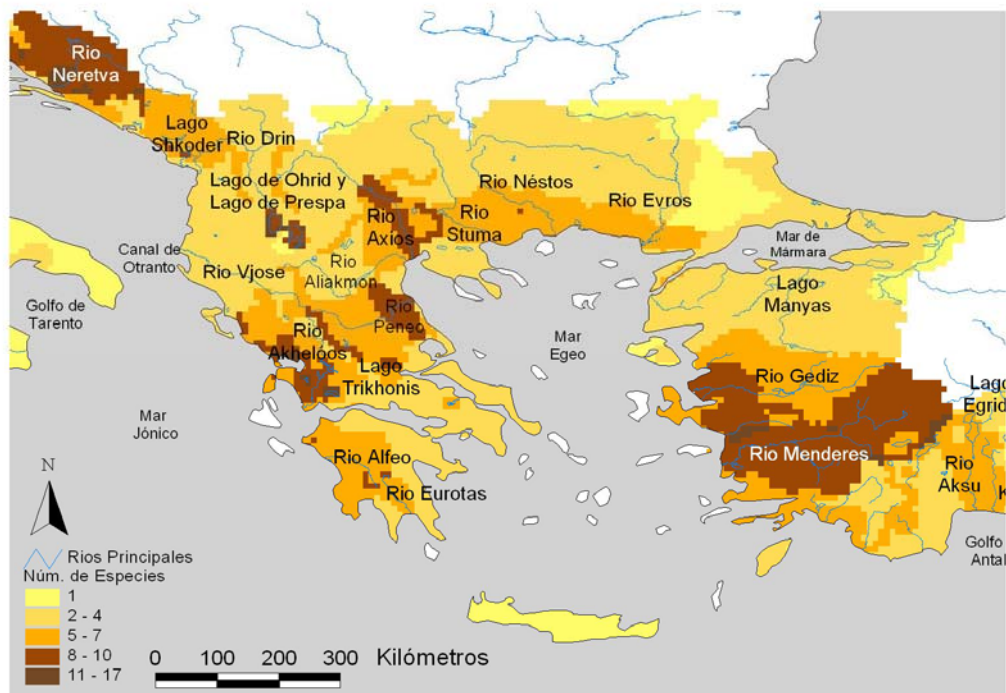 Rio
Neretva
Lago
Shkoder
Rio Drin
Lago de Ohrid y
Lago de Prespa
Rio Néstos
Rio Evros
Rio
Axios
Rio
Stuma
Canal de
Otranto
Rio Vjose
Rio
Aliakmon
Mar de
Mármara
Golfo de
Tarento
Rio
Peneo
Lago
Manyas
Rio
Akhelóos
Mar
Egeo
Lago
Trikhonis
Rio Gediz
Lago
Egrid
Mar
Jónico
Rio Menderes
Rio Alfeo
Rio
Aksu
K
Rio Eurotas
Golfo
Antal
N
Rios Principales
Núm. de Especies
1
2 - 4
5 - 7
8 - 10
11 - 17
0 100 200 300 Kilómetros